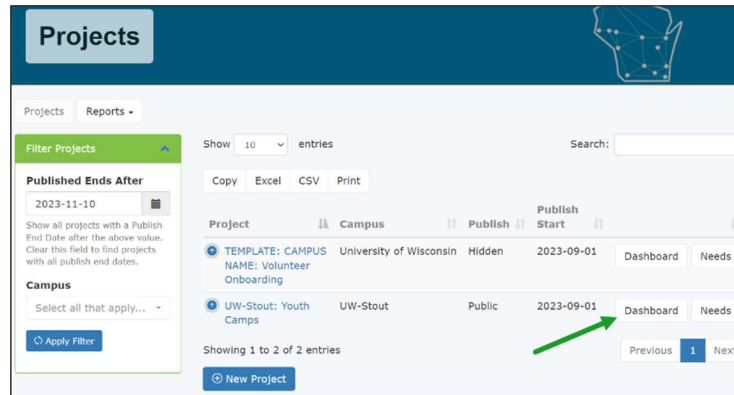 Projects
Projects Reports
Filter Projects
Published Ends After
2023-11-10
Show all projects with a Publish
End Date after the above value.
Clear this field to find projects
with all publish end dates.
Campus
Select all that apply...
Apply Filter
Show 10 entries
Search:
Copy Excel CSV Print
Project Campus Publish Publish
Start
TEMPLATE: CAMPUS
NAME: Volunteer
Onboarding
University of Wisconsin Hidden 2023-09-01 Dashboard Needs
UW-Stout: Youth
Camps
UW-Stout Public 2023-09-01 Dashboard Needs
Showing 1 to 2 of 2 entries
Previous 1 Next
New Project